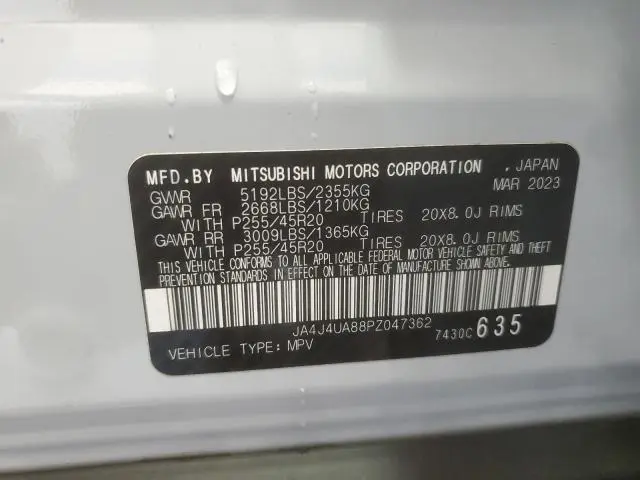 MFD.BY MITSUBISHI MOTORS CORPORATION , JAPAN
GVWR 5192LBS/2355KG MAR 2023
GAWR FR 2668LBS/1210KG
WITH P255/45R20 TIRES 20X8.0J RIMS
GAWR RR 3009LBS/1365KG
WITH P255/45R20 TIRES 20X8.0J RIMS
THIS VEHICLE CONFORMS TO ALL APPLICABLE FEDERAL MOTOR VEHICLE SAFETY AND THEFT
PREVENTION STANDARDS IN EFFECT ON THE DATE OF MANUFACTURE SHOWN ABOVE.
JA4J4UA88PZ047362
VEHICLE TYPE: MPV 7430C 635